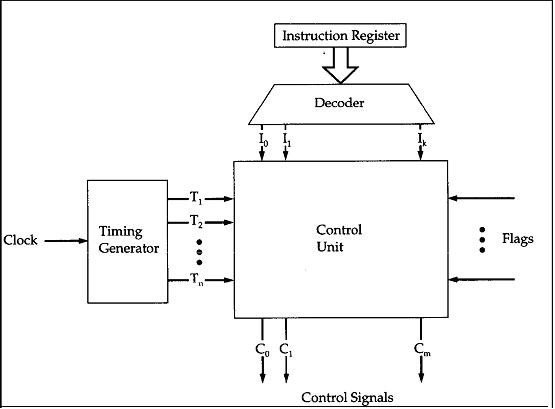 Instruction Register
Decoder
I0 I1 Ik
Clock
Timing
Generator
T1
T2
Tn
Control
Unit
Flags
C0 C1 Cm
Control Signals